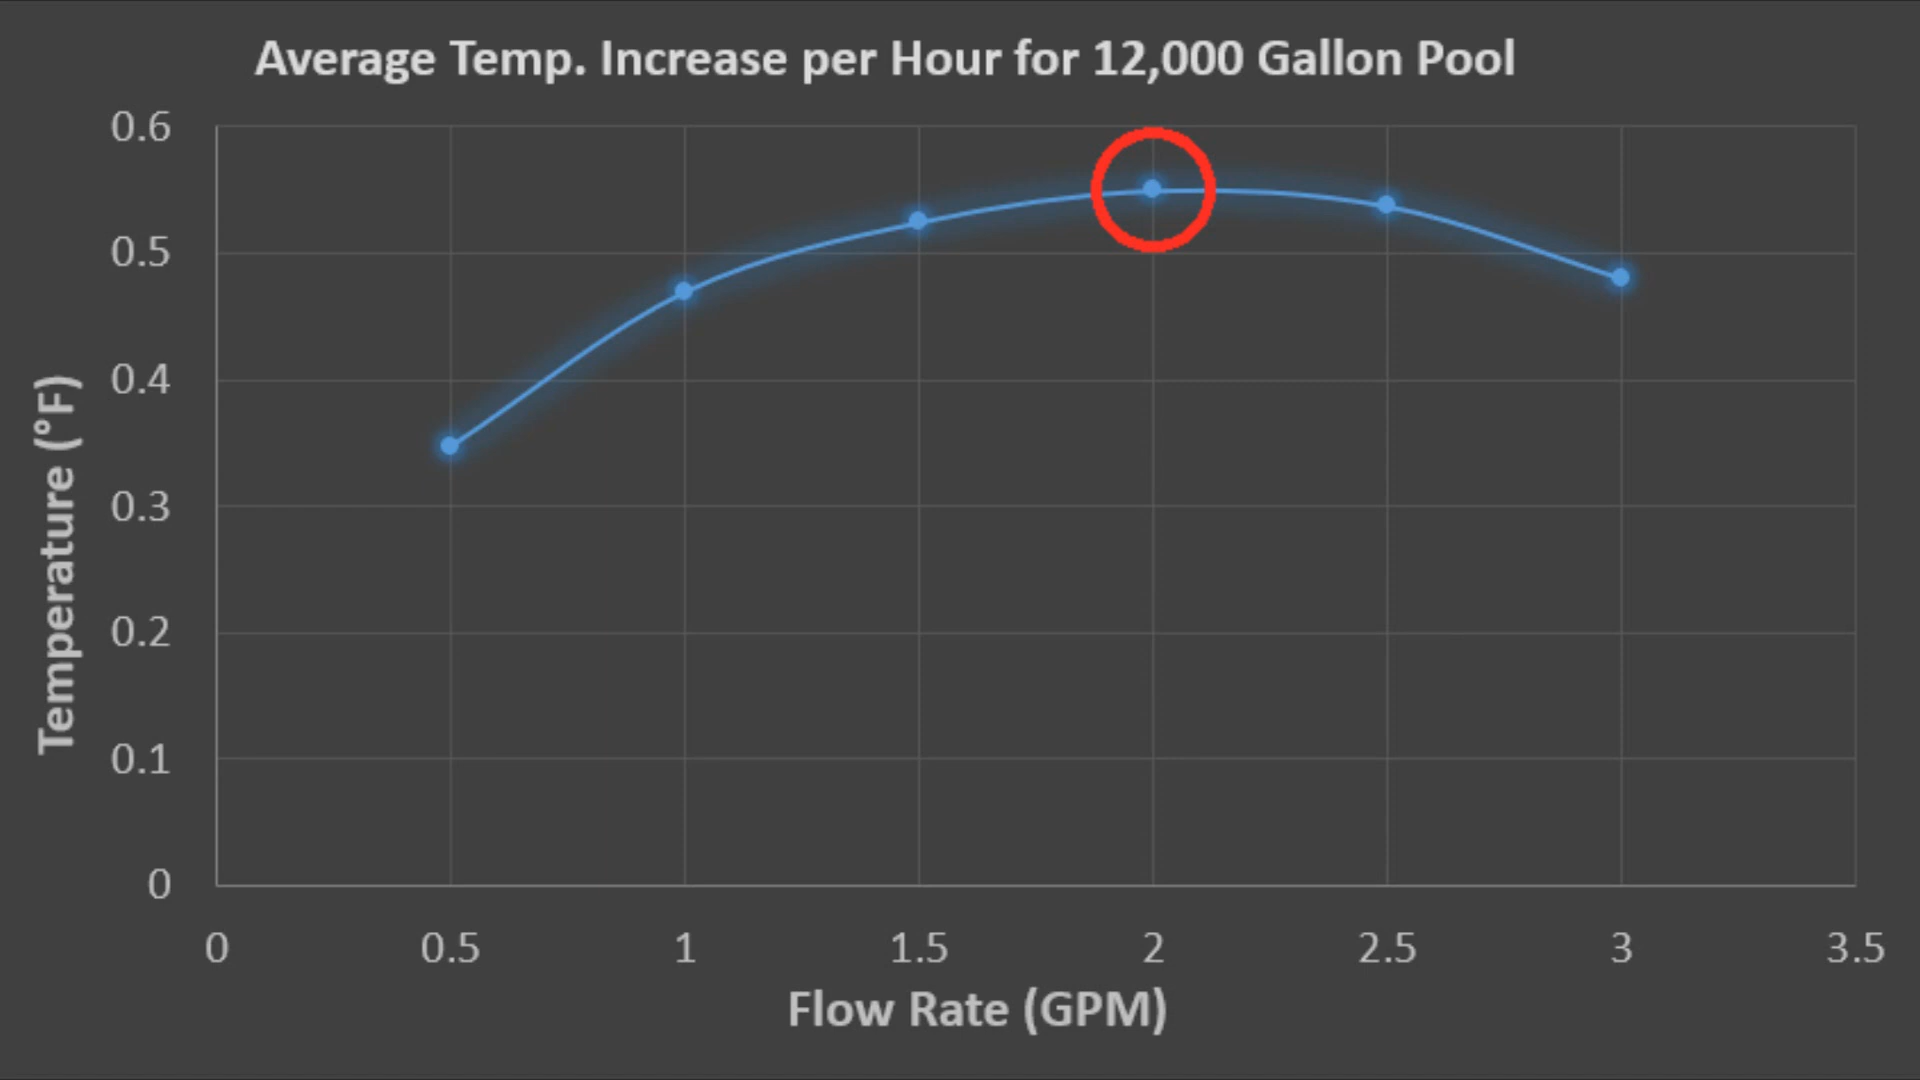 Average Temp. Increase per Hour for 12,000 Gallon Pool
0.6
0.5
0.4
0.3
0.2
0.1
0
Temperature (°F)
0 0.5 1 1.5 2 2.5 3 3.5
Flow Rate (GPM)